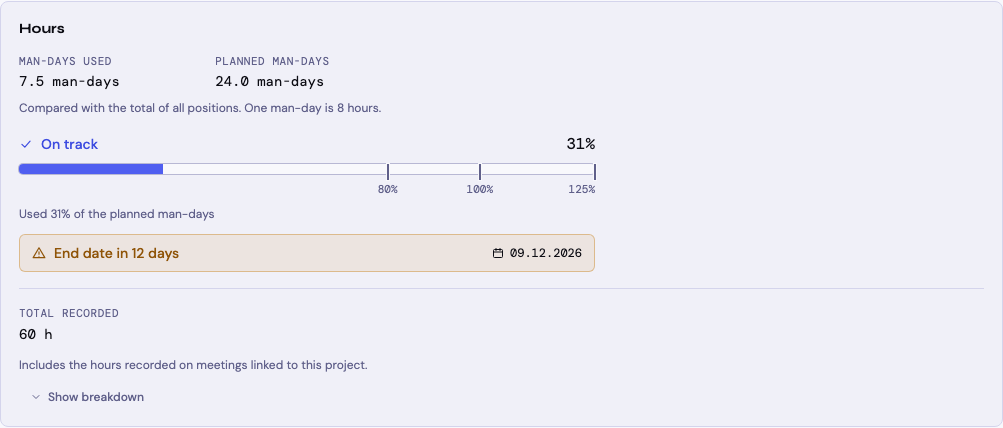 Hours
MAN-DAYS USED
PLANNED MAN-DAYS
7.5 man-days
24.0 man-days
Compared with the total of all positions. One man-day is 8 hours.
On track
31%
80%
100%
125%
Used 31% of the planned man-days
End date in 12 days
09.12.2026
TOTAL RECORDED
60 h
Includes the hours recorded on meetings linked to this project.
Show breakdown